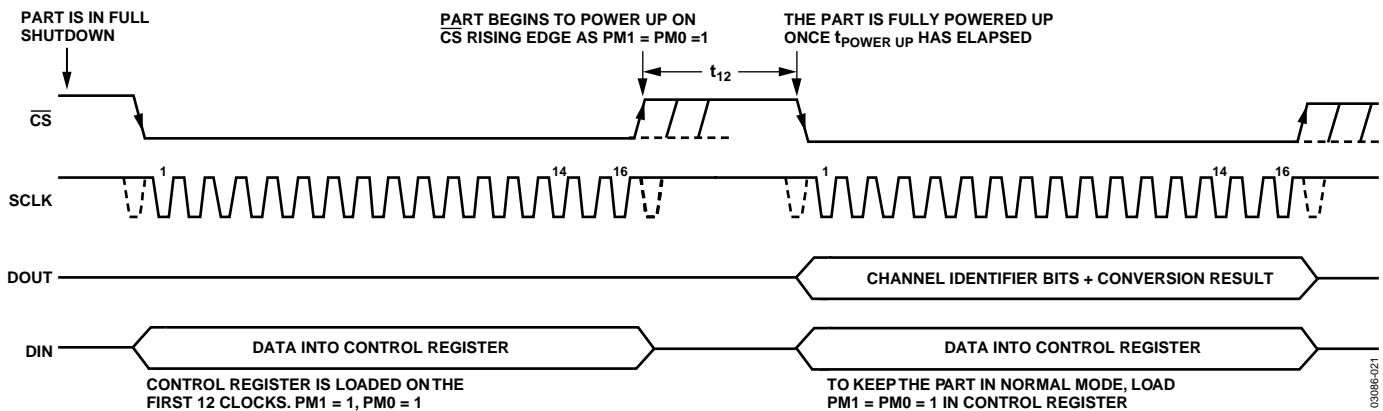 PART IS IN FULL
SHUTDOWN
PART BEGINS TO POWER UP ON
CS RISING EDGE AS PM1 = PM0 =1
THE PART IS FULLY POWERED UP
ONCE tPOWER UP HAS ELAPSED
t12
CS
1 14 16 1 14 16
SCLK
DOUT CHANNEL IDENTIFIER BITS + CONVERSION RESULT
DIN DATA INTO CONTROL REGISTER DATA INTO CONTROL REGISTER
CONTROL REGISTER IS LOADED ON THE
FIRST 12 CLOCKS. PM1 = 1, PM0 = 1
TO KEEP THE PART IN NORMAL MODE, LOAD
PM1 = PM0 = 1 IN CONTROL REGISTER
03086-021